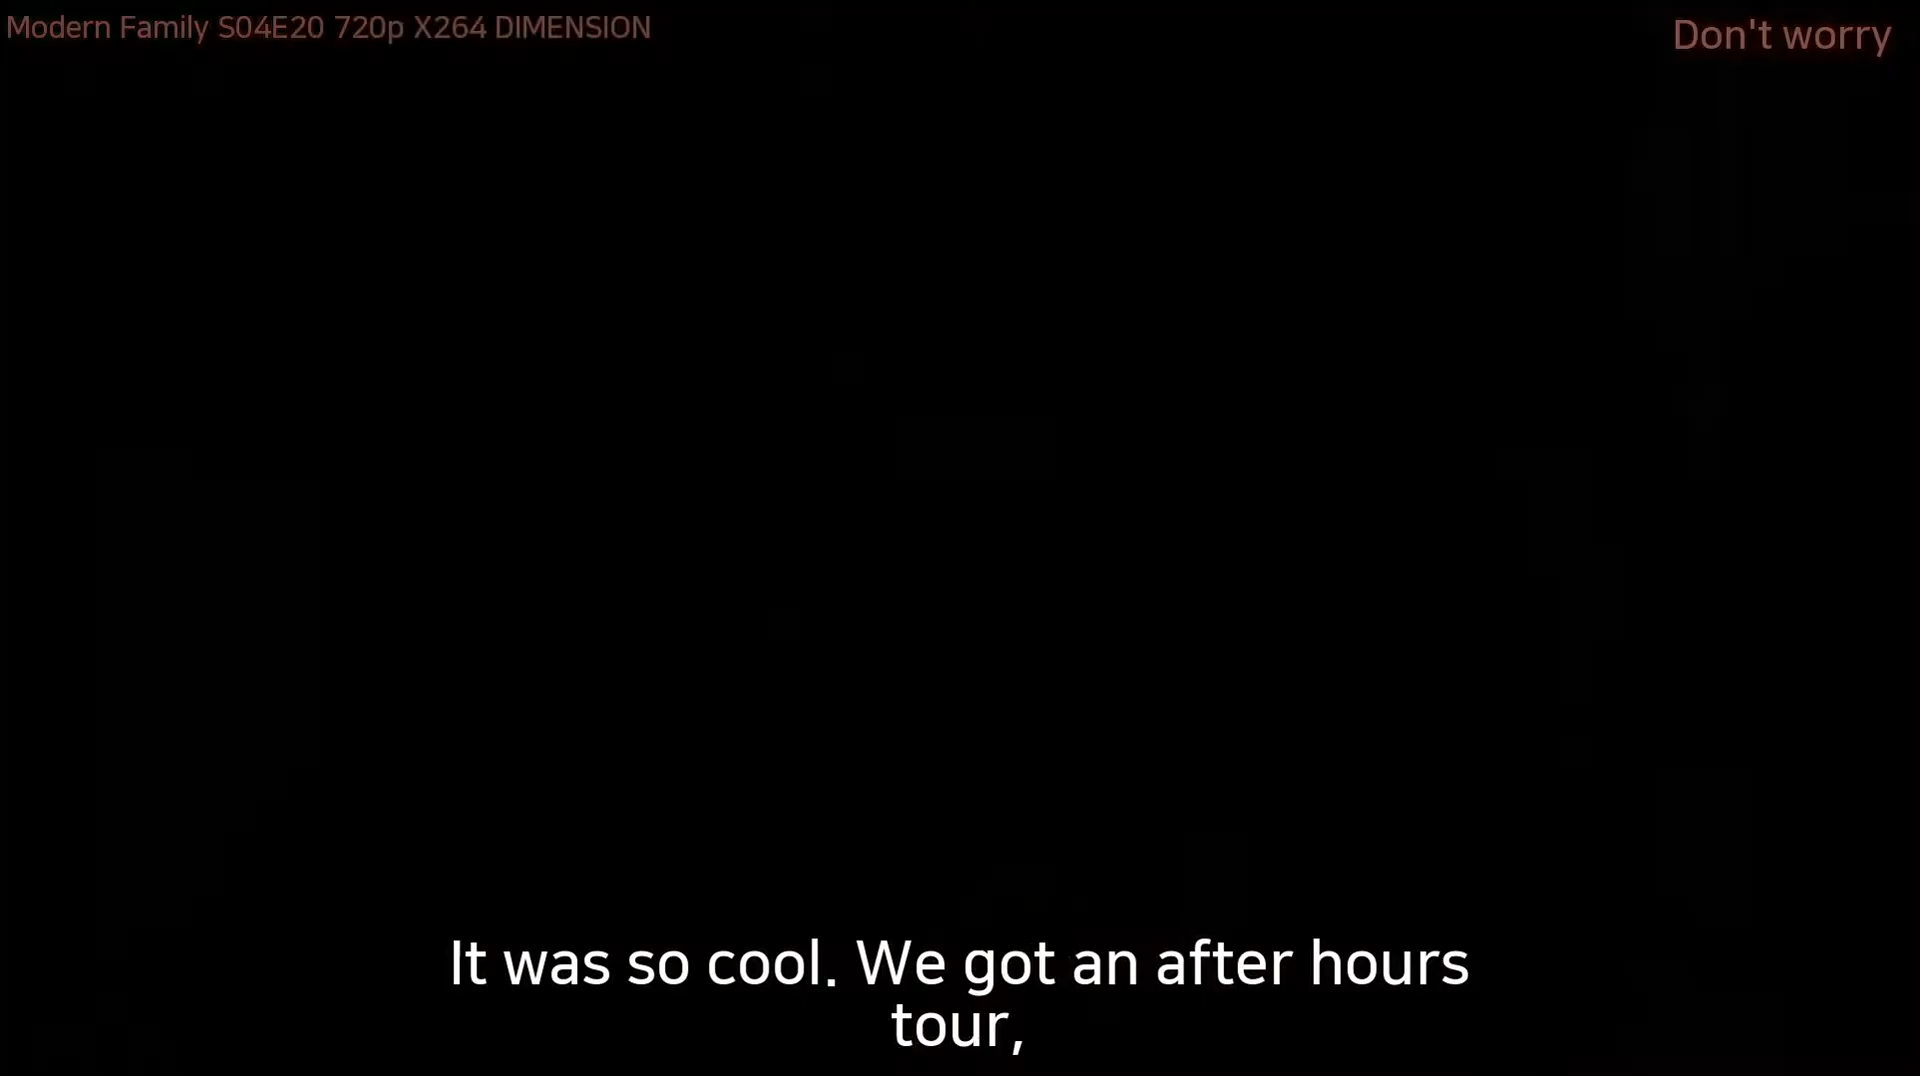 Modern Family S04E20 720p X264 DIMENSION
Don't worry
It was so cool. We got an after hours
tour,